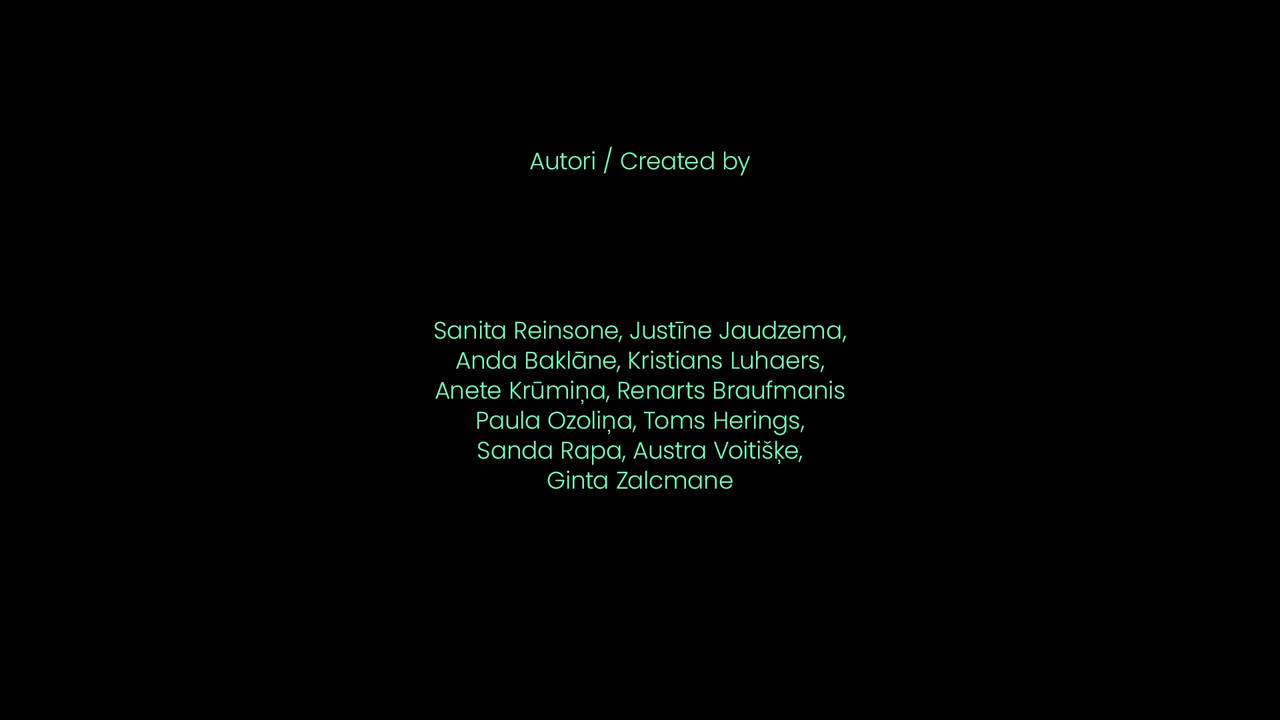 Autori / Created by
Sanita Reinsone, Justīne Jaudzema,
Anda Baklāne, Kristians Luhaers,
Anete Krūmiņa, Renarts Braufmanis
Paula Ozoliņa, Toms Herings,
Sanda Rapa, Austra Voitišķe,
Ginta Zalcmane